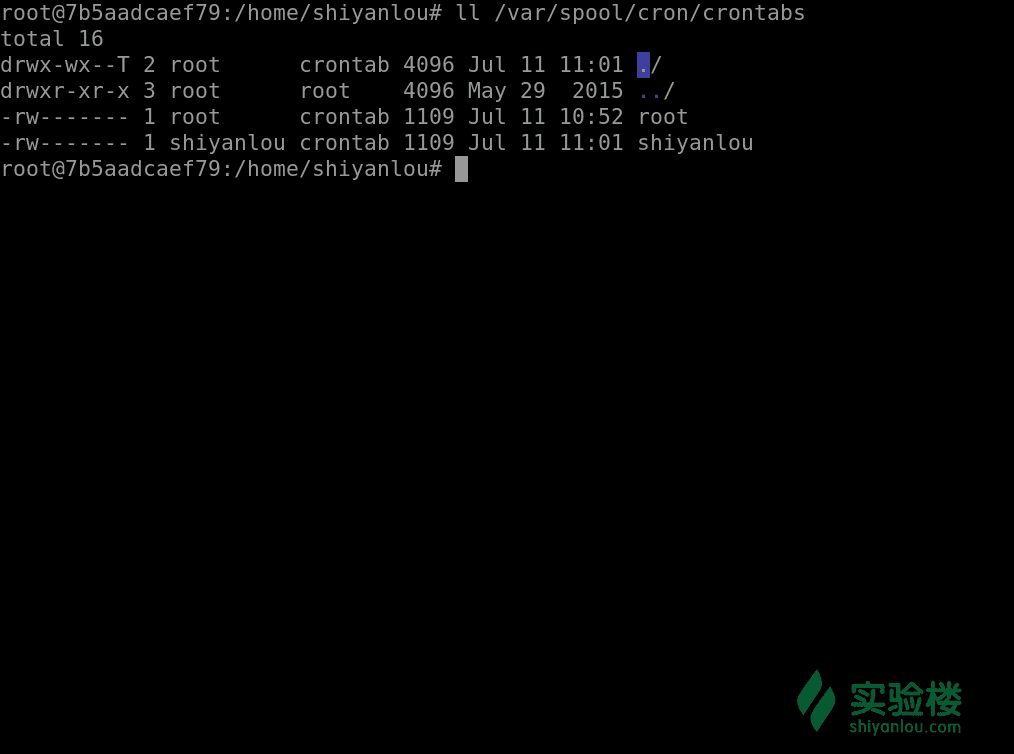 root@7b5aadcaef79:/home/shiyanlou# ll /var/spool/cron/crontabs
total 16
drwx-wx--T 2 root      crontab 4096 Jul 11 11:01 ./
drwxr-xr-x 3 root      root    4096 May 29  2015 ../
-rw------- 1 root      crontab 1109 Jul 11 10:52 root
-rw------- 1 shiyanlou crontab 1109 Jul 11 11:01 shiyanlou
root@7b5aadcaef79:/home/shiyanlou#
实验楼
shiyanlou.com